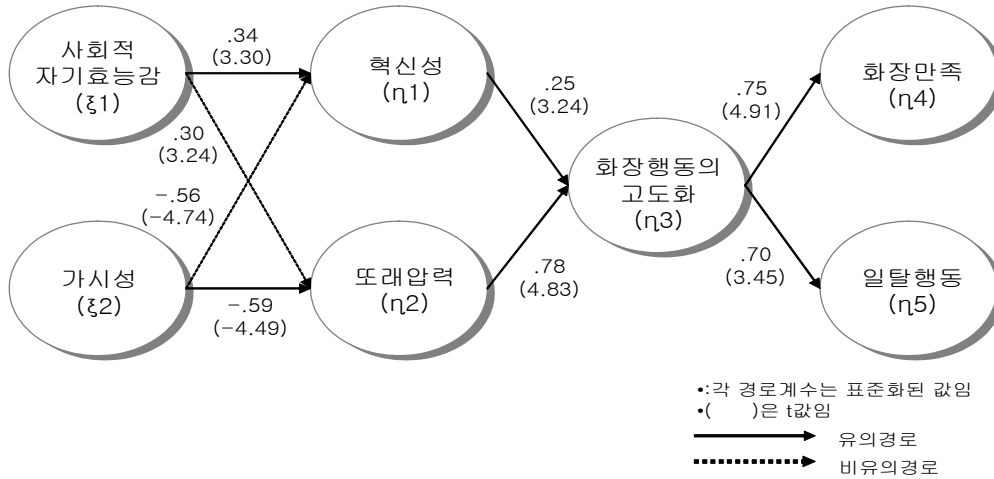 사회적
자기효능감
(ξ1)
.34
(3.30)
혁신성
(η1)
.25
(3.24)
.75
(4.91)
화장만족
(η4)
.30
(3.24)
화장행동의
고도화
(η3)
-.56
(-4.74)
가시성
(ξ2)
-.59
(-4.49)
또래압력
(η2)
.78
(4.83)
.70
(3.45)
일탈행동
(η5)
•:각 경로계수는 표준화된 값임
•( )은 t값임
유의경로
비유의경로